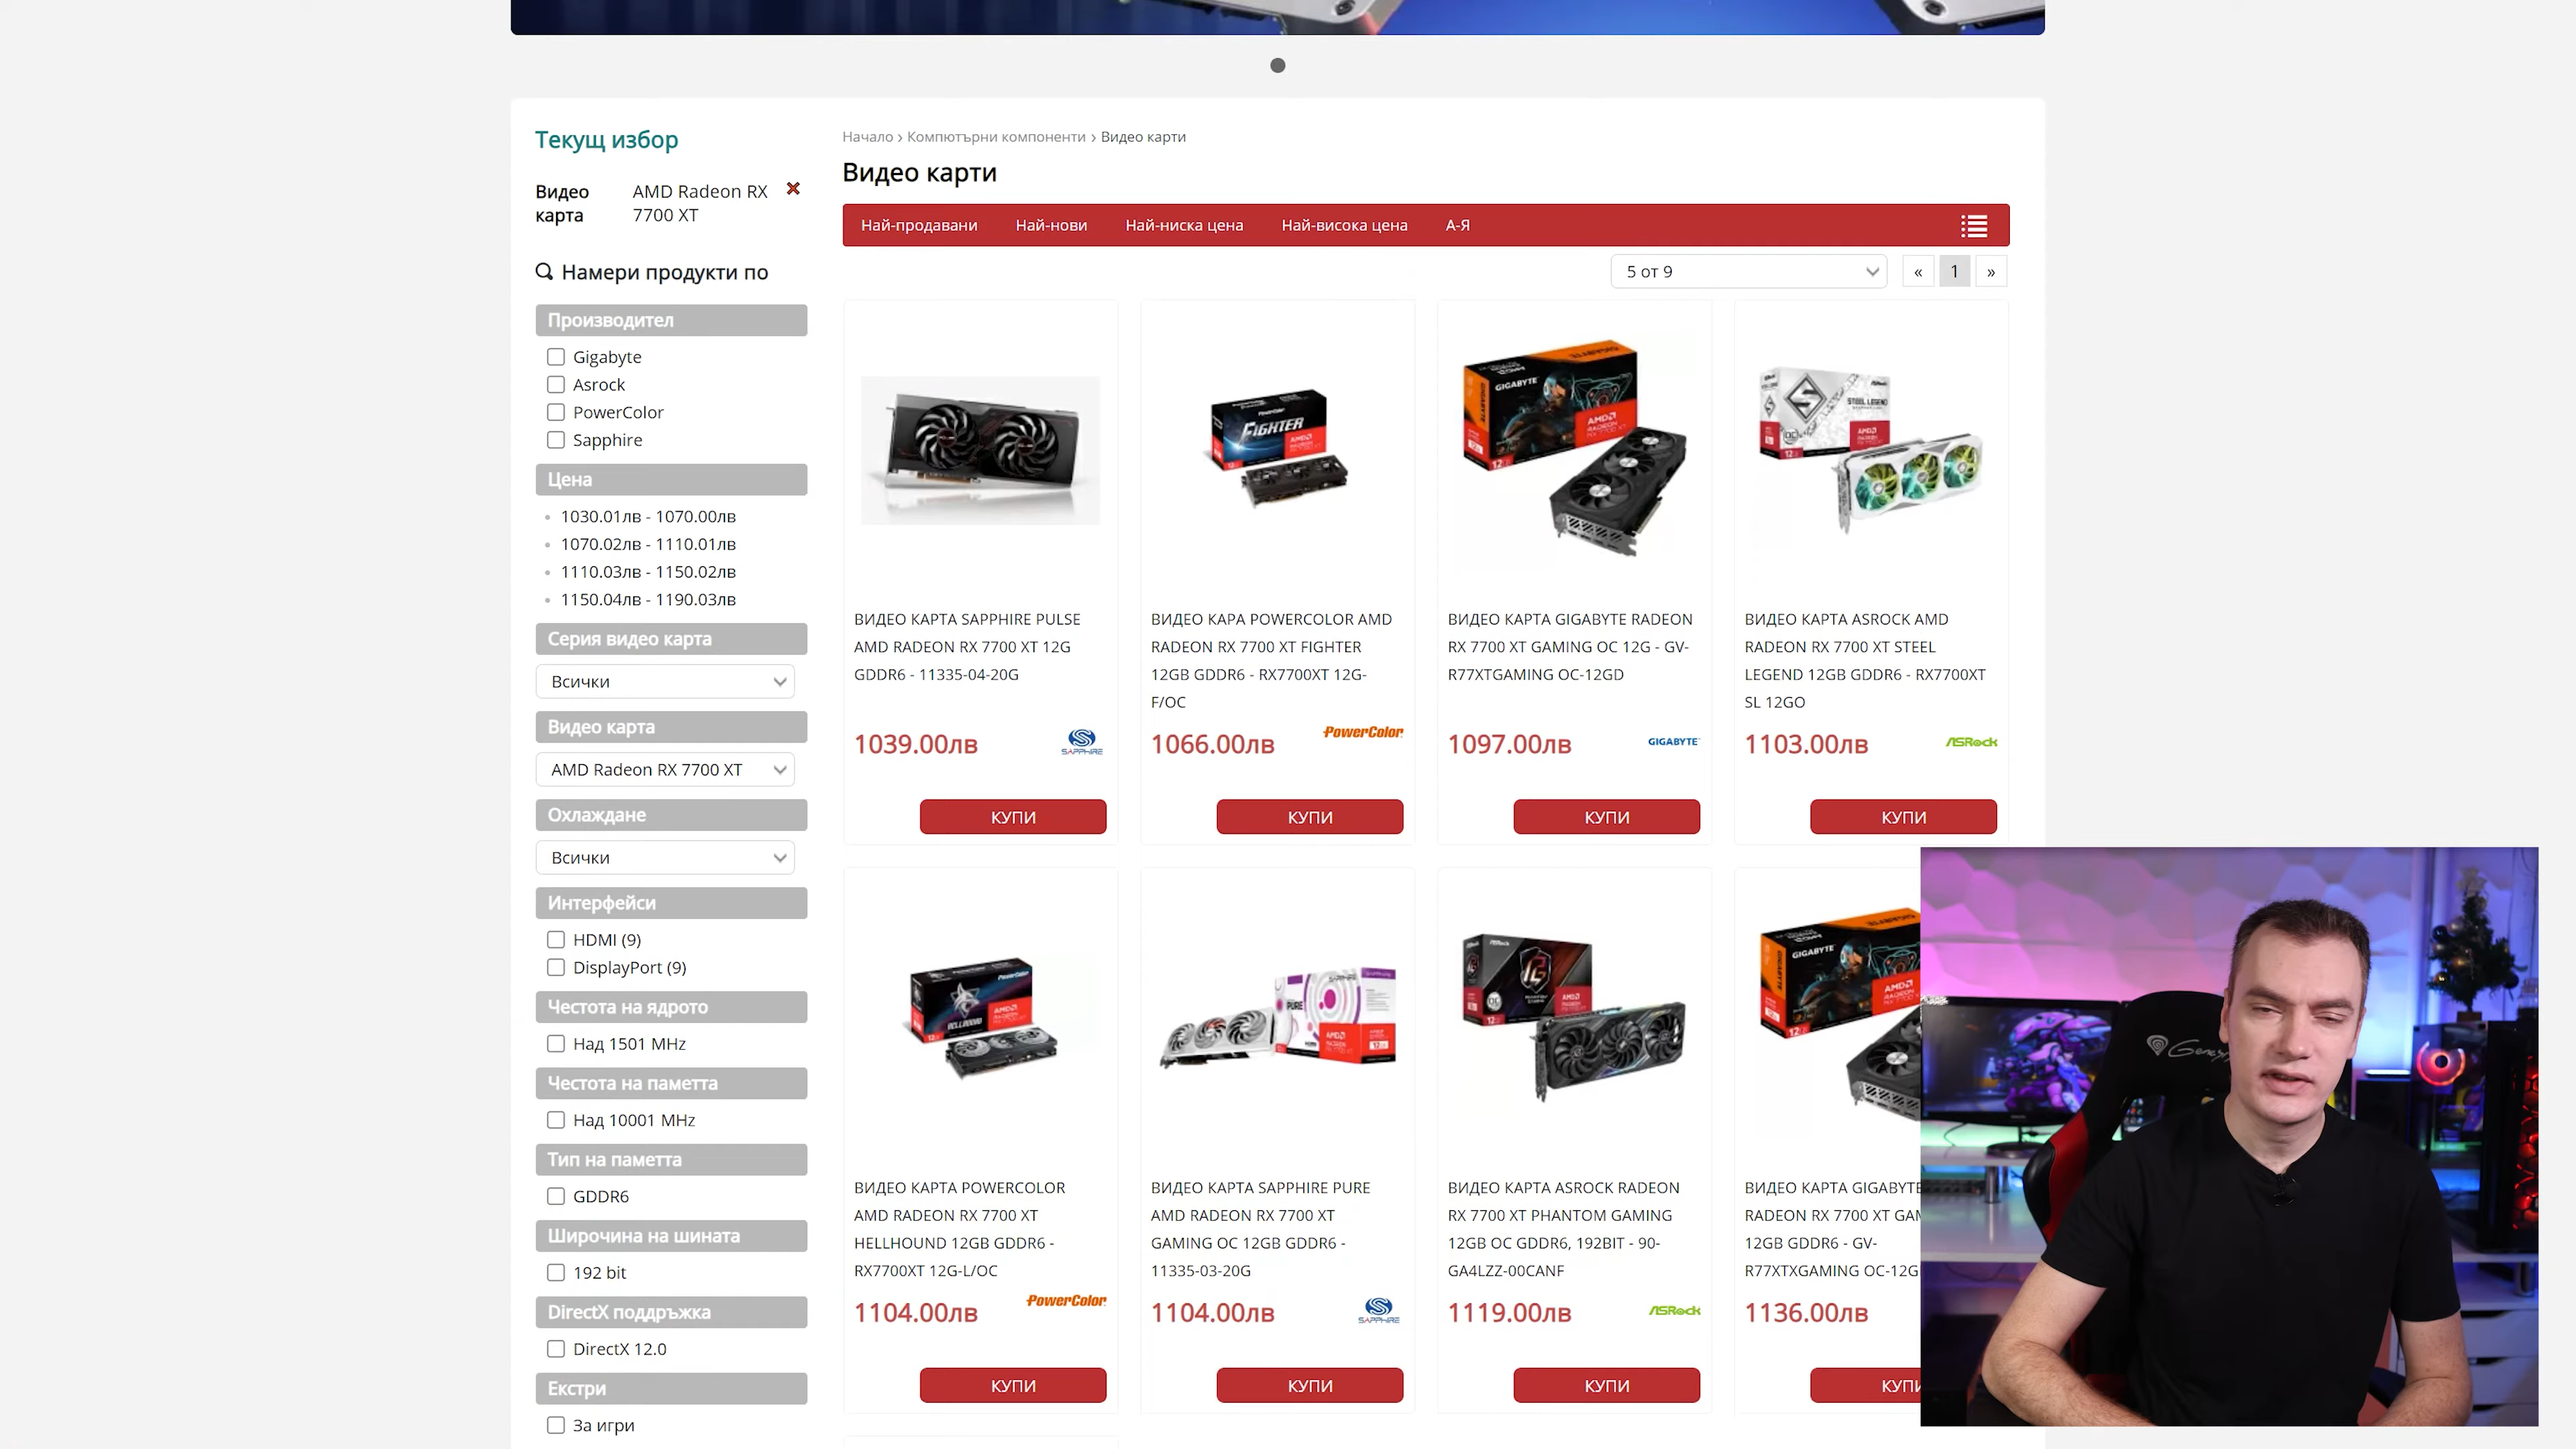 Текущ избор
Видео карта
AMD Radeon RX 7700 XT
Намери продукти по
Производител
Gigabyte
Asrock
PowerColor
Sapphire
Цена
1030.01лв - 1070.00лв
1070.02лв - 1110.01лв
1110.03лв - 1150.02лв
1150.04лв - 1190.03лв
Серия видео карта
Всички
Видео карта
AMD Radeon RX 7700 XT
Охлаждане
Всички
Интерфейси
HDMI (9)
DisplayPort (9)
Честота на ядрото
Над 1501 MHz
Честота на паметта
Над 10001 MHz
Тип на паметта
GDDR6
Широчина на шината
192 bit
DirectX поддръжка
DirectX 12.0
Екстри
За игри
Начало › Компютърни компоненти › Видео карти
Видео карти
Най-продавани Най-нови Най-ниска цена Най-висока цена А-Я
5 от 9
« 1 »
FIGHTER
GIGABYTE
STEEL LEGEND
ВИДЕО КАРТА SAPPHIRE PULSE
AMD RADEON RX 7700 XT 12G
GDDR6 - 11335-04-20G
1039.00лв
SAPPHIRE
КУПИ
ВИДЕО КАРА POWERCOLOR AMD
RADEON RX 7700 XT FIGHTER
12GB GDDR6 - RX7700XT 12G-
F/OC
1066.00лв
PowerColor
КУПИ
ВИДЕО КАРТА GIGABYTE RADEON
RX 7700 XT GAMING OC 12G - GV-
R77XTGAMING OC-12GD
1097.00лв
GIGABYTE
КУПИ
ВИДЕО КАРТА ASROCK AMD
RADEON RX 7700 XT STEEL
LEGEND 12GB GDDR6 - RX7700XT
SL 12GO
1103.00лв
ASRock
КУПИ
PowerColor
HELLHOUND
PURE
GIGABYTE
ВИДЕО КАРТА POWERCOLOR
AMD RADEON RX 7700 XT
HELLHOUND 12GB GDDR6 -
RX7700XT 12G-L/OC
1104.00лв
PowerColor
КУПИ
ВИДЕО КАРТА SAPPHIRE PURE
AMD RADEON RX 7700 XT
GAMING OC 12GB GDDR6 -
11335-03-20G
1104.00лв
SAPPHIRE
КУПИ
ВИДЕО КАРТА ASROCK RADEON
RX 7700 XT PHANTOM GAMING
12GB OC GDDR6, 192BIT - 90-
GA4LZZ-00CANF
1119.00лв
ASRock
КУПИ
ВИДЕО КАРТА GIGABYTE
RADEON RX 7700 XT GAM
12GB GDDR6 - GV-
R77XTXGAMING OC-12G
1136.00лв
КУПИ